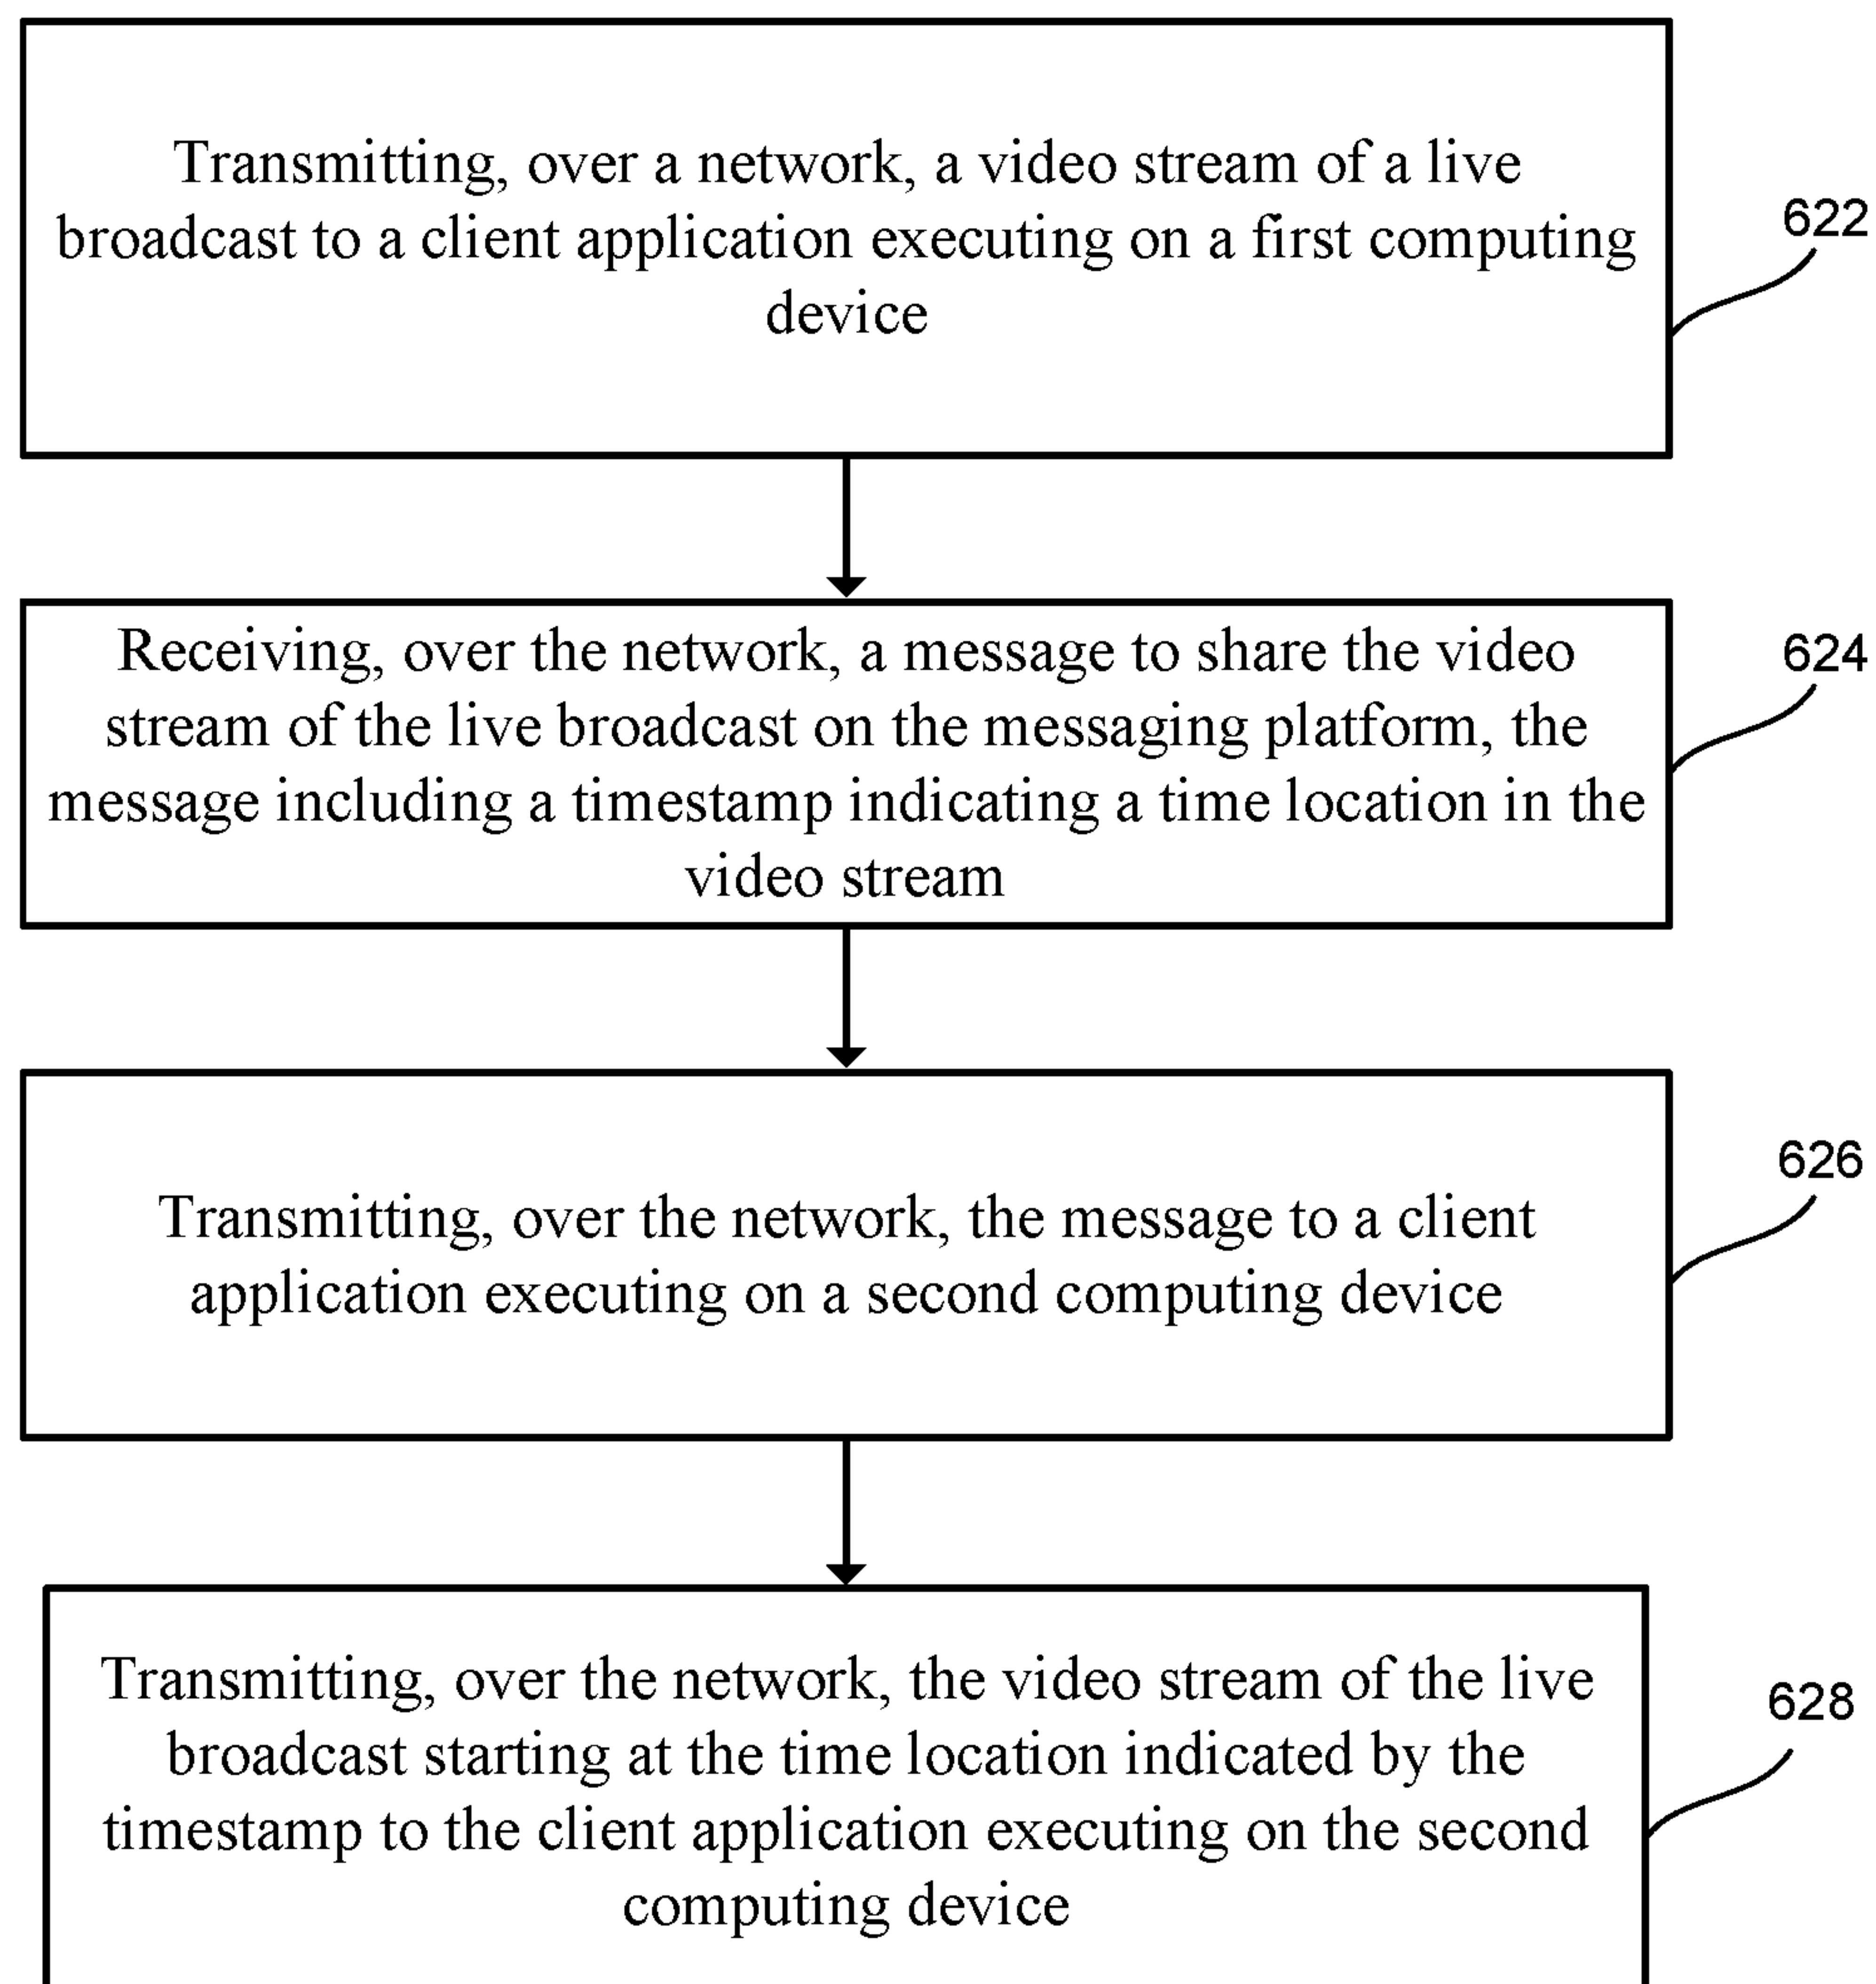 Transmitting, over a network, a video stream of a live
broadcast to a client application executing on a first computing
device
622
Receiving, over the network, a message to share the video
stream of the live broadcast on the messaging platform, the
message including a timestamp indicating a time location in the
video stream
624
Transmitting, over the network, the message to a client
application executing on a second computing device
626
Transmitting, over the network, the video stream of the live
broadcast starting at the time location indicated by the
timestamp to the client application executing on the second
computing device
628